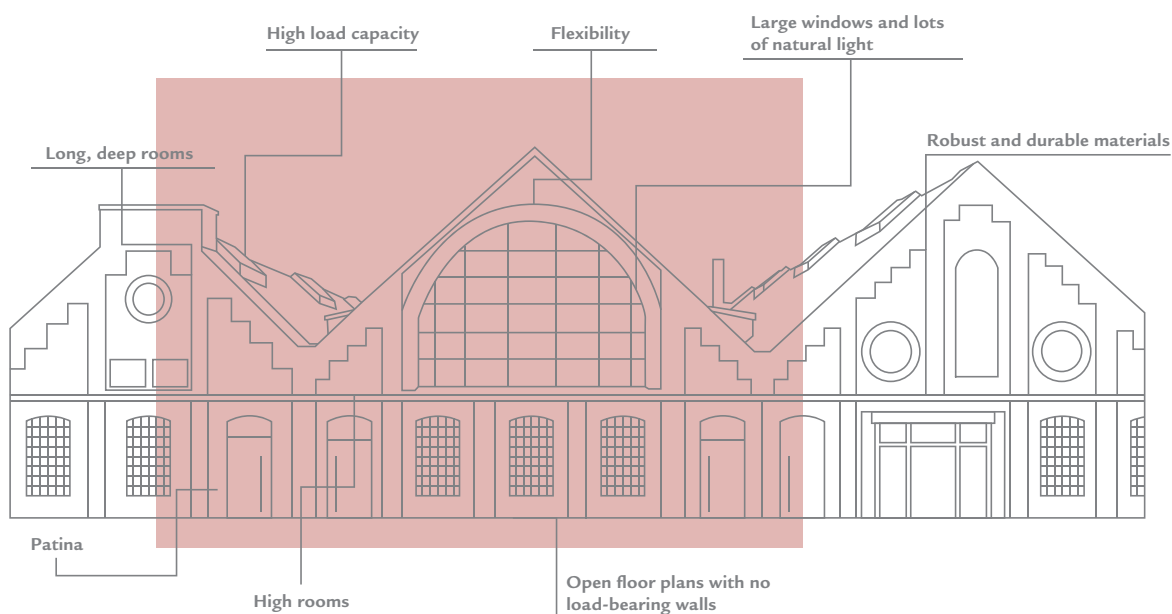 High load capacity
Flexibility
Large windows and lots
of natural light
Long, deep rooms
Robust and durable materials
Patina
High rooms
Open floor plans with no
load-bearing walls